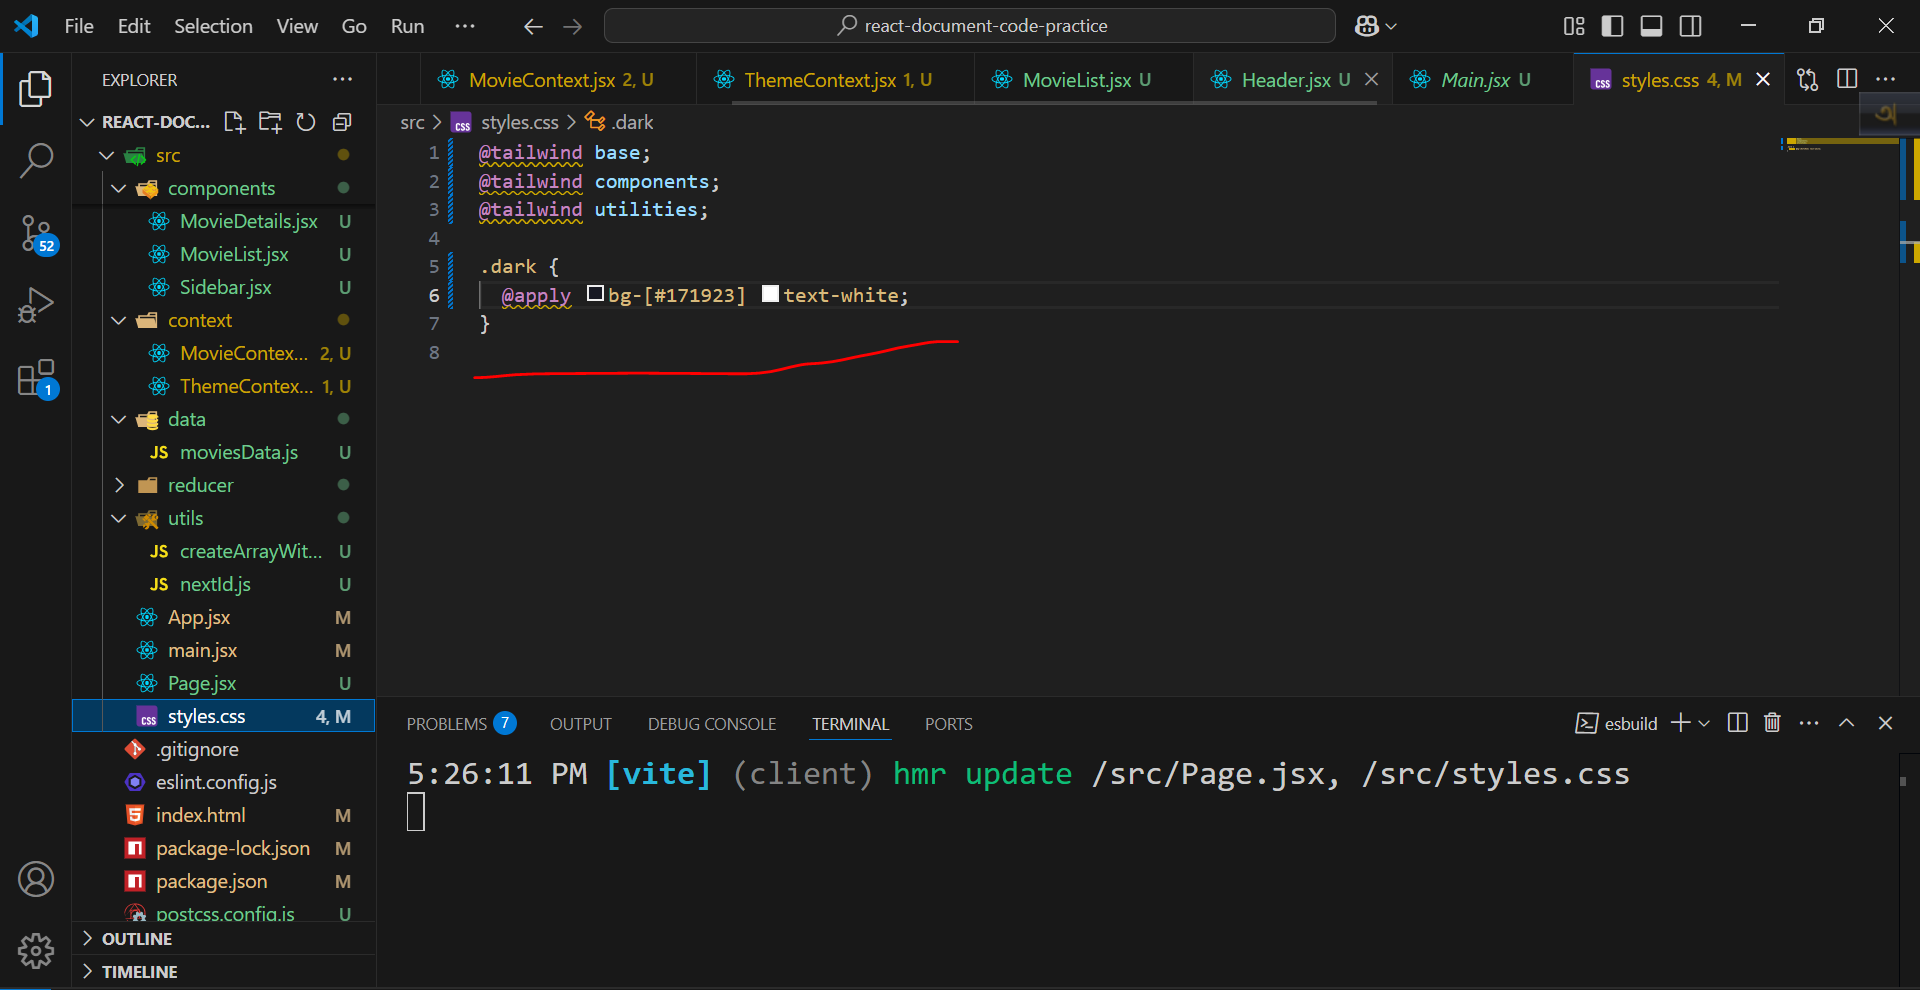 File Edit Selection View Go Run ··· react-document-code-practice
EXPLORER ···
MovieContext.jsx 2, U ThemeContext.jsx 1, U MovieList.jsx U Header.jsx U Main.jsx U styles.css 4, M ···
অ
REACT-DOC...
src > styles.css > .dark
src
components
MovieDetails.jsx U
MovieList.jsx U
Sidebar.jsx U
context
MovieContex... 2, U
ThemeContex... 1, U
data
JS moviesData.js U
reducer
utils
JS createArrayWit... U
JS nextId.js U
App.jsx M
main.jsx M
Page.jsx U
styles.css 4, M
.gitignore
eslint.config.js
index.html M
package-lock.json M
package.json M
postcss.config.js U
OUTLINE
TIMELINE
52
1
1 @tailwind base;
2 @tailwind components;
3 @tailwind utilities;
4
5 .dark {
6 @apply bg-[#171923] text-white;
7 }
8
PROBLEMS 7 OUTPUT DEBUG CONSOLE TERMINAL PORTS esbuild ···
5:26:11 PM [vite] (client) hmr update /src/Page.jsx, /src/styles.css